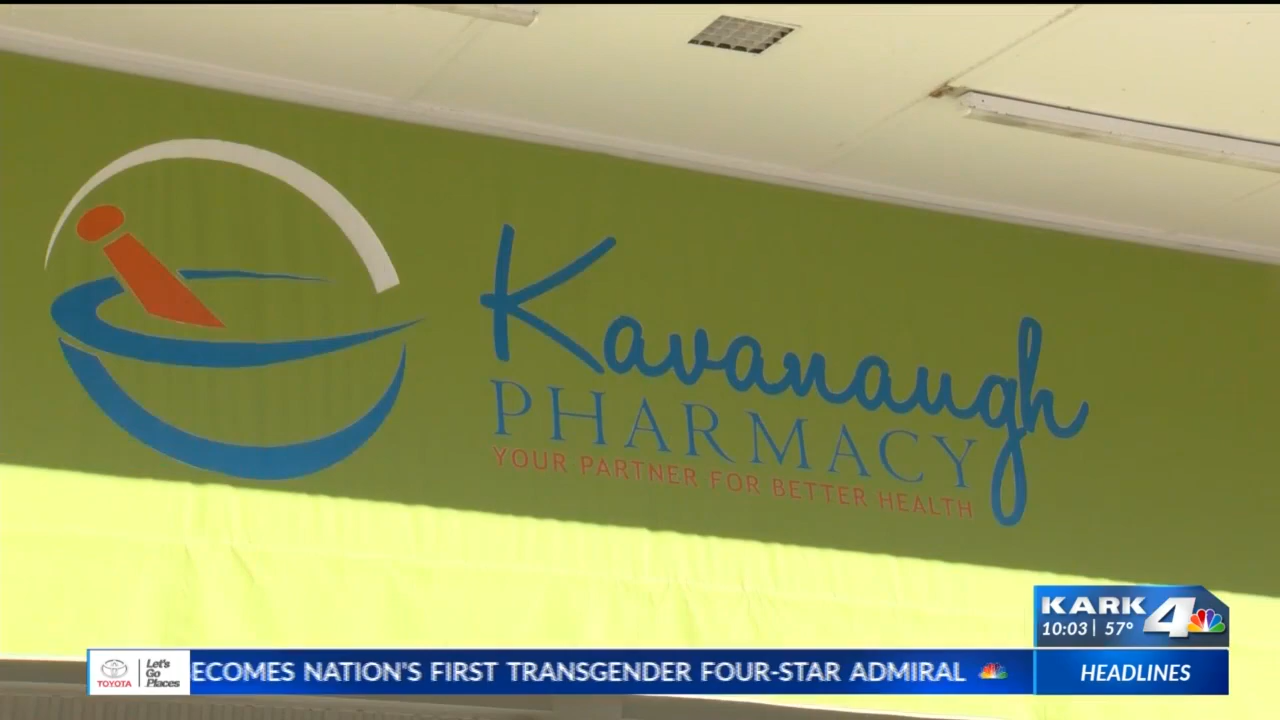 Kavanaugh
PHARMACY
YOUR PARTNER FOR BETTER HEALTH
KARK 4
10:03 | 57°
TOYOTA
Let's
Go
Places
ECOMES NATION'S FIRST TRANSGENDER FOUR-STAR ADMIRAL
HEADLINES